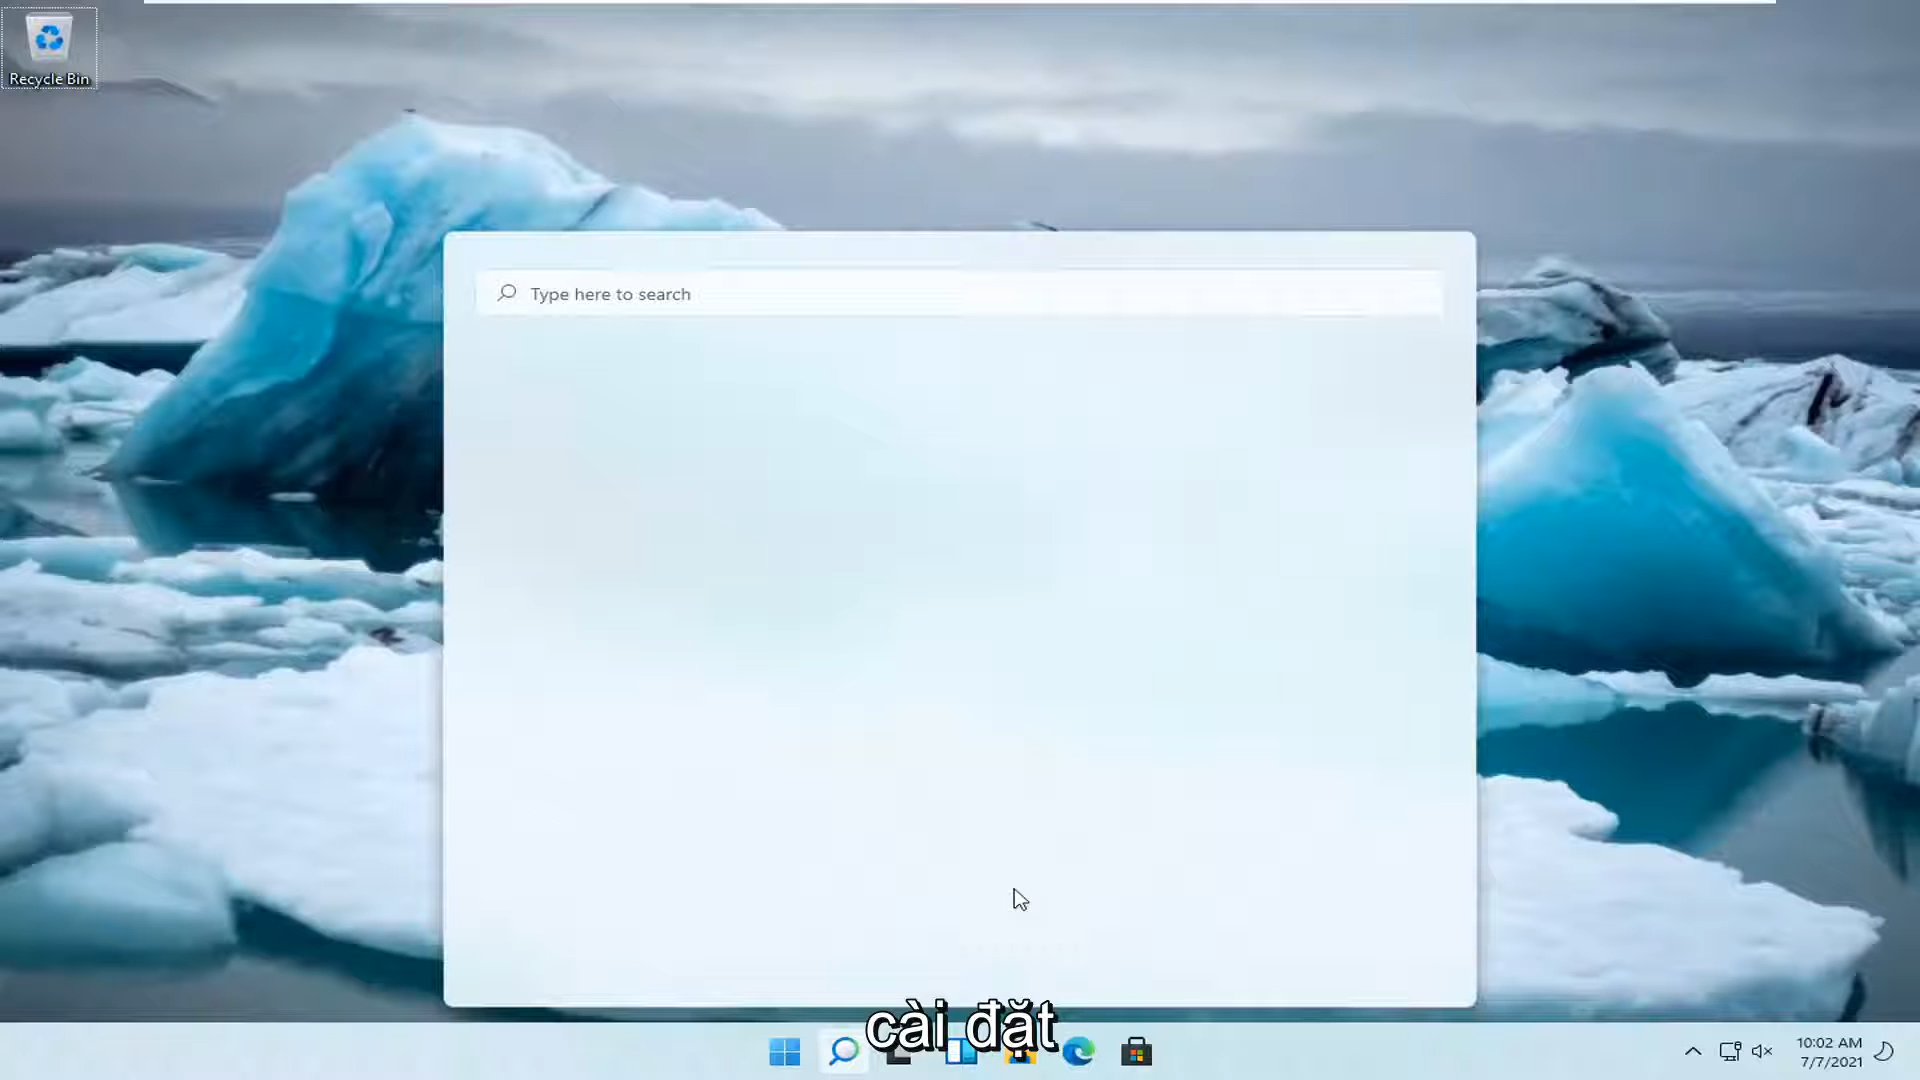 Recycle Bin
Type here to search
cài đặt
10:02 AM
7/7/2021